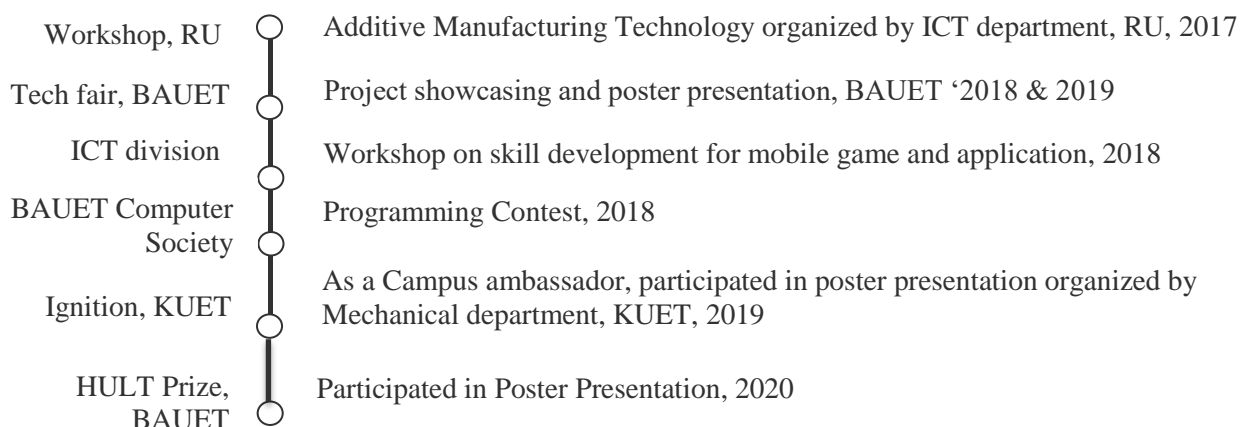 Workshop, RU
Additive Manufacturing Technology organized by ICT department, RU, 2017
Tech fair, BAUET
Project showcasing and poster presentation, BAUET ‘2018 & 2019
ICT division
Workshop on skill development for mobile game and application, 2018
BAUET Computer
Society
Programming Contest, 2018
Ignition, KUET
As a Campus ambassador, participated in poster presentation organized by
Mechanical department, KUET, 2019
HULT Prize,
BAUET
Participated in Poster Presentation, 2020